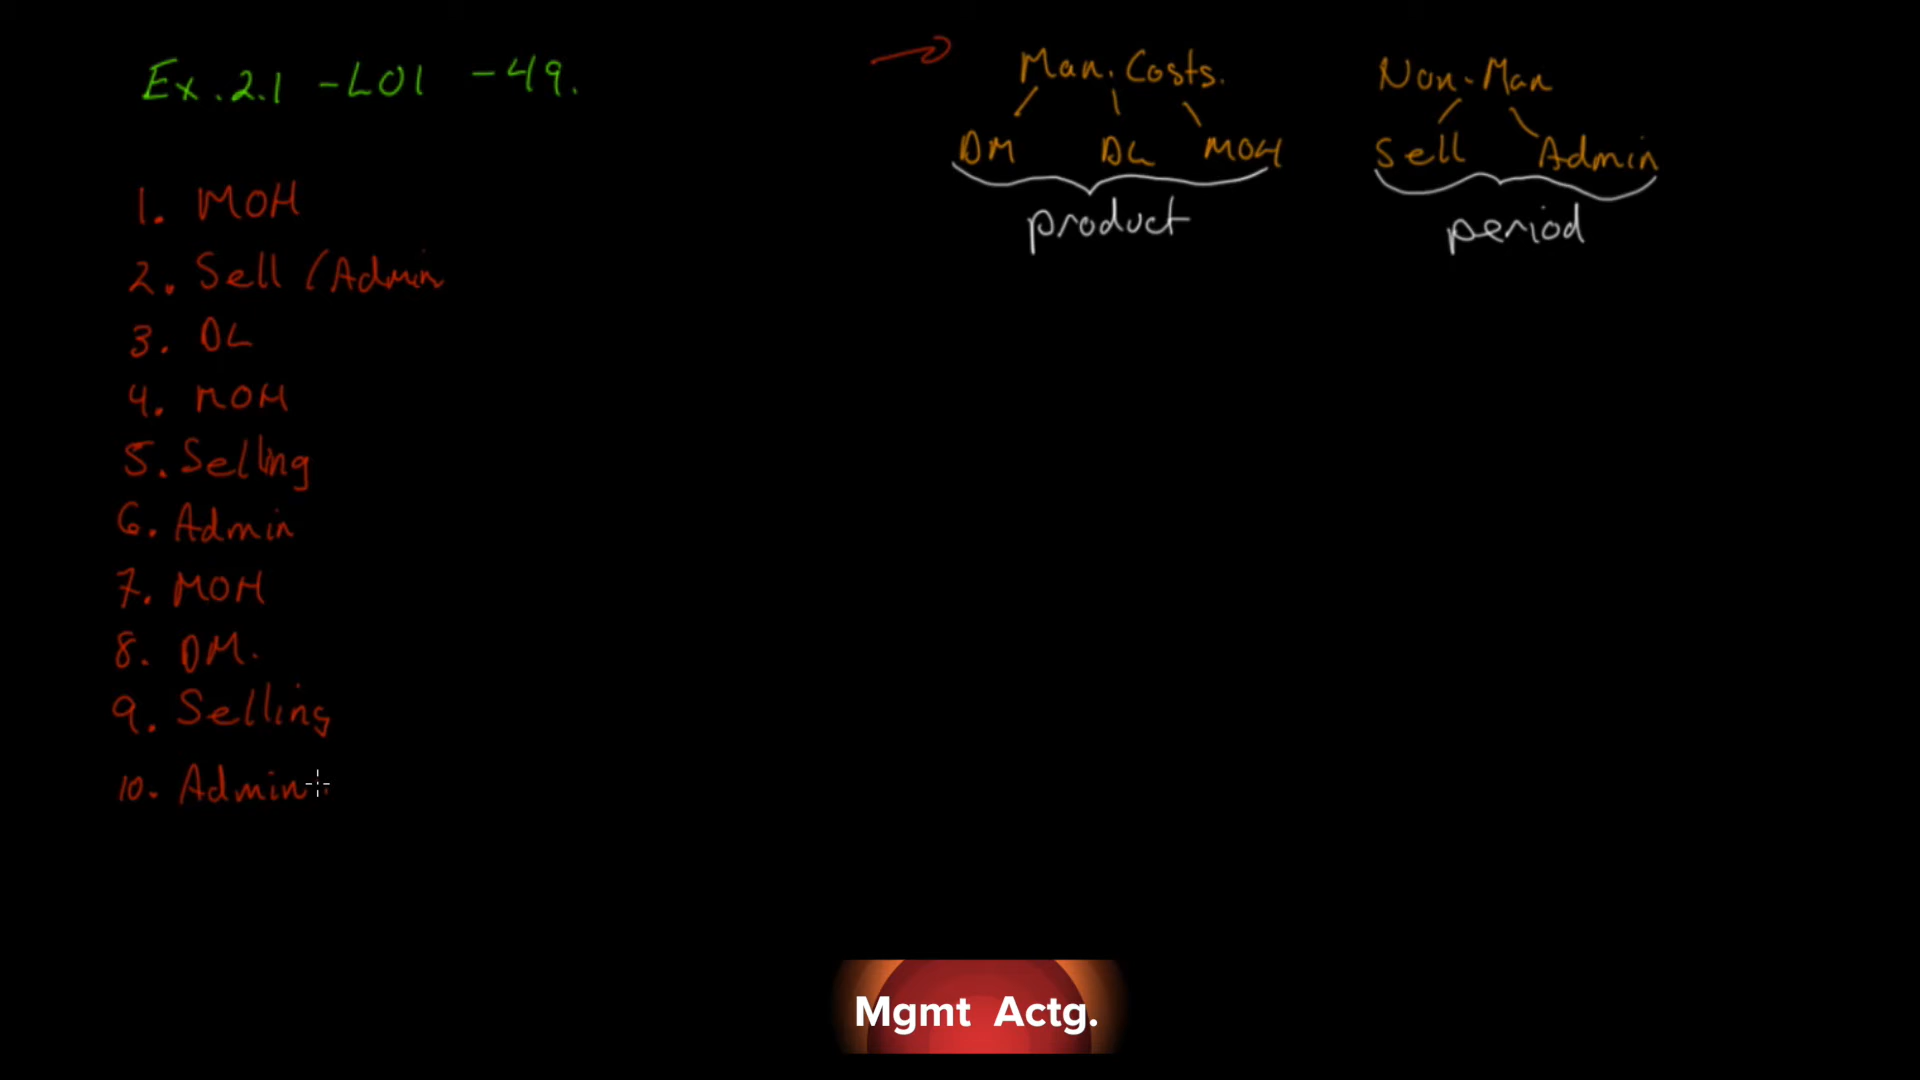 Ex.2.1 -LO1 -49.
1. MOH
2. Sell/Admin
3. DL
4. MOH
5. Selling
6. Admin
7. MOH
8. DM.
9. Selling
10. Admin.
Man. Costs.
DM DL MOH
product
Non-Man
Sell Admin
period
Mgmt Actg.